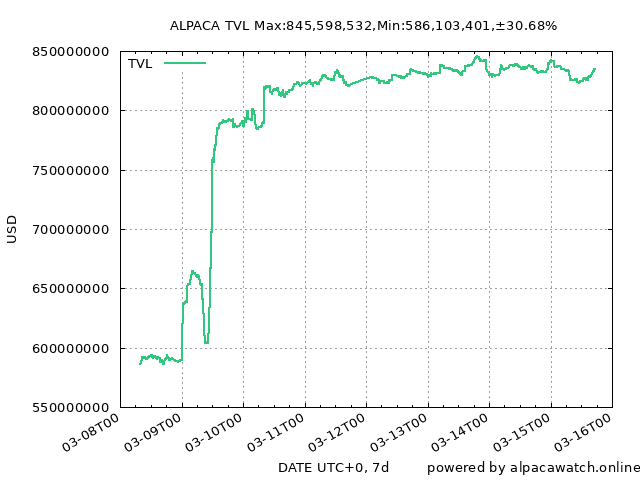 ALPACA TVL Max:845,598,532,Min:586,103,401,±30.68%
850000000
TVL
800000000
750000000
700000000
USD
650000000
600000000
550000000
03-08T00
03-09T00
03-10T00
03-11T00
03-12T00
03-13T00
03-14T00
03-15T00
03-16T00
DATE UTC+0, 7d
powered by alpacawatch.online